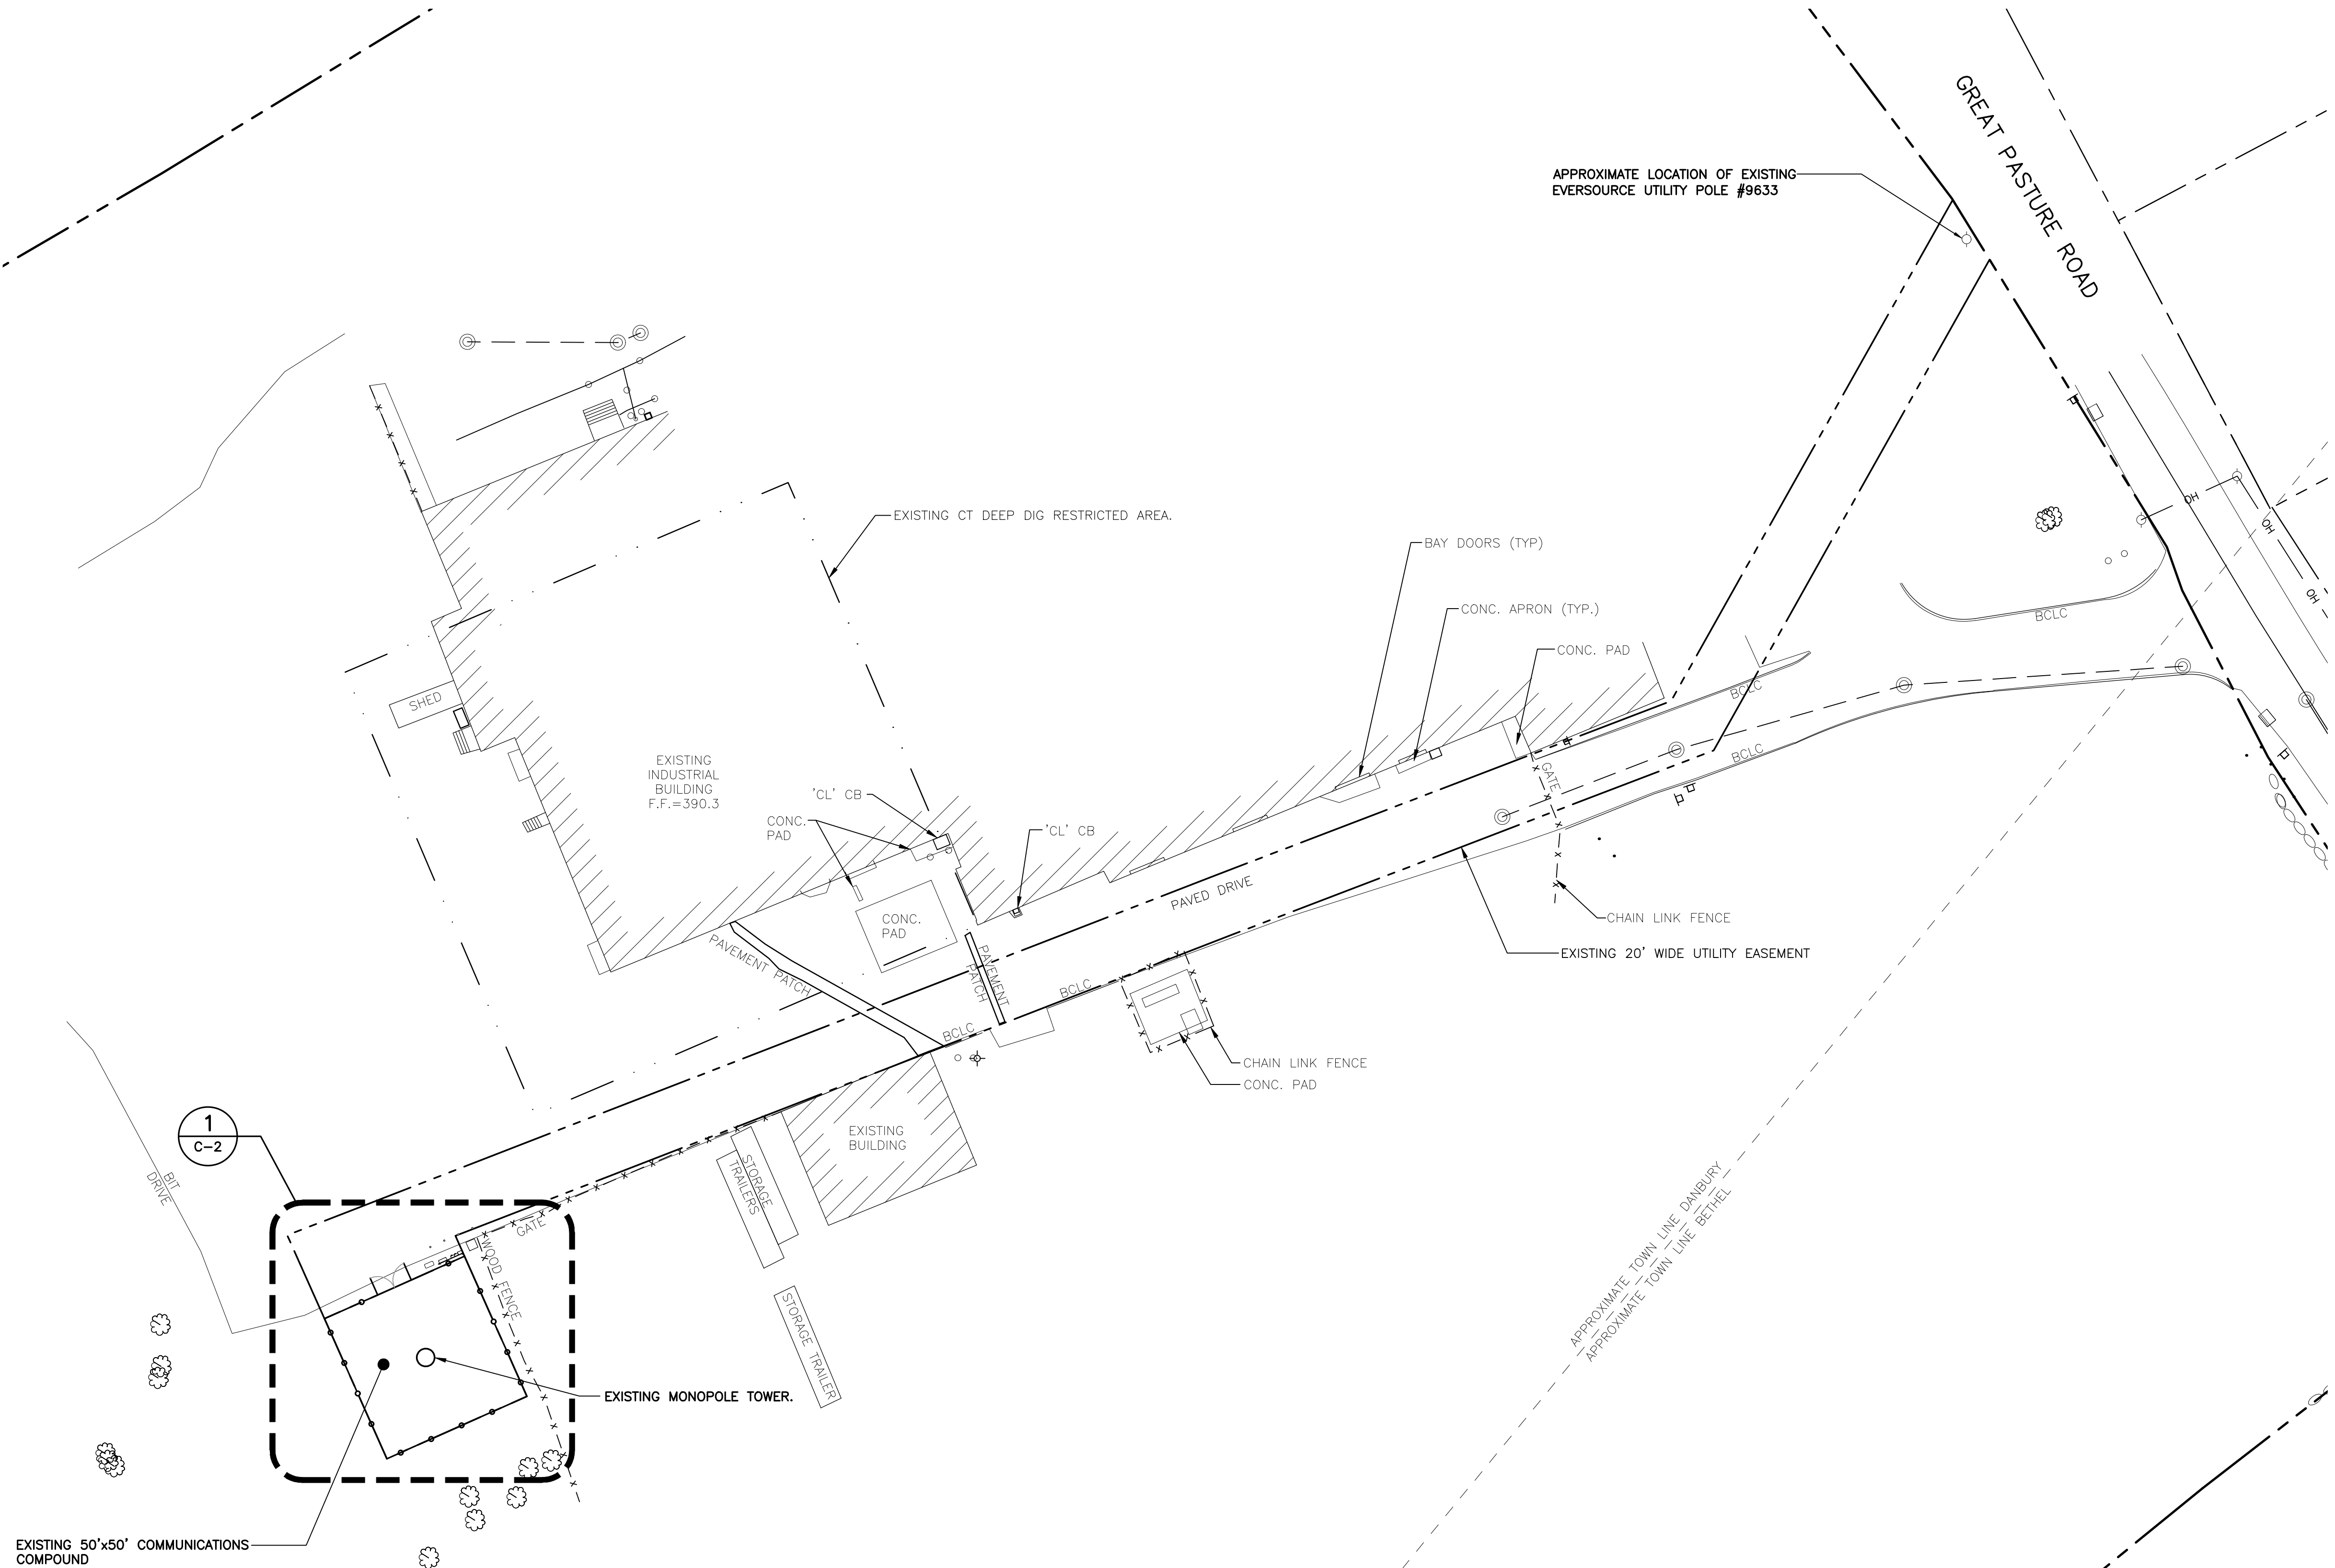 GREAT PASTURE ROAD
APPROXIMATE LOCATION OF EXISTING
EVERSOURCE UTILITY POLE #9633
EXISTING CT DEEP DIG RESTRICTED AREA.
BAY DOORS (TYP)
OH
OH
OH
CONC. APRON (TYP.)
BCLC
CONC. PAD
SHED
BCLC
BCLC
EXISTING
INDUSTRIAL
BUILDING
F.F.=390.3
'CL' CB
GATE
CONC.
PAD
'CL' CB
PAVED DRIVE
CONC.
PAD
CHAIN LINK FENCE
PAVEMENT PATCH
PAVEMENT
PATCH
EXISTING 20' WIDE UTILITY EASEMENT
BCLC
BCLC
CHAIN LINK FENCE
CONC. PAD
1
C-2
EXISTING
BUILDING
STORAGE
TRAILERS
BIT
DRIVE
GATE
WOOD FENCE
STORAGE TRAILER
APPROXIMATE TOWN LINE DANBURY
APPROXIMATE TOWN LINE BETHEL
EXISTING MONOPOLE TOWER.
EXISTING 50'x50' COMMUNICATIONS
COMPOUND